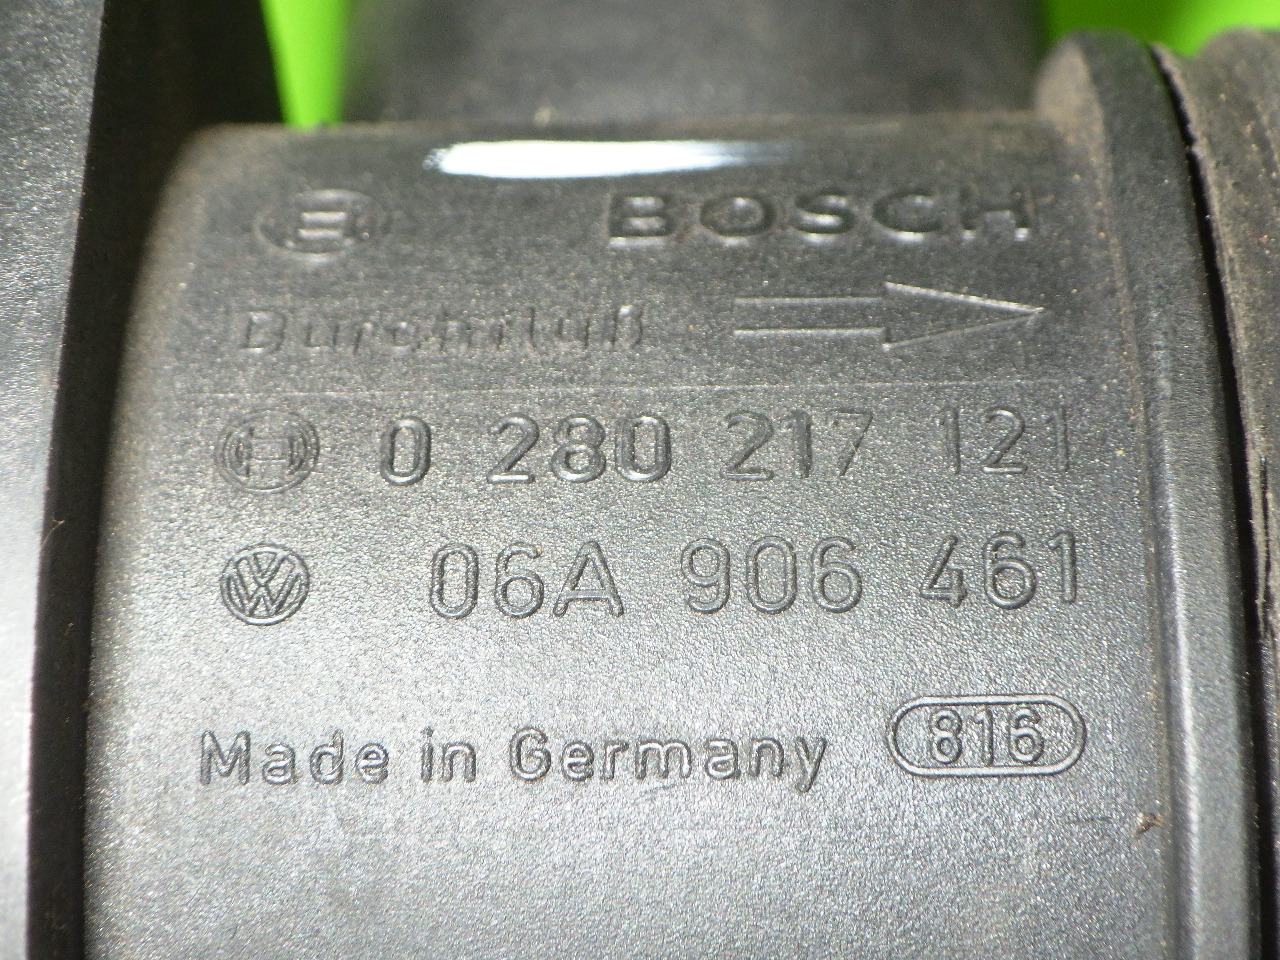 BOSCH
Durchfluß
0 280 217 121
06A 906 461
Made in Germany 816